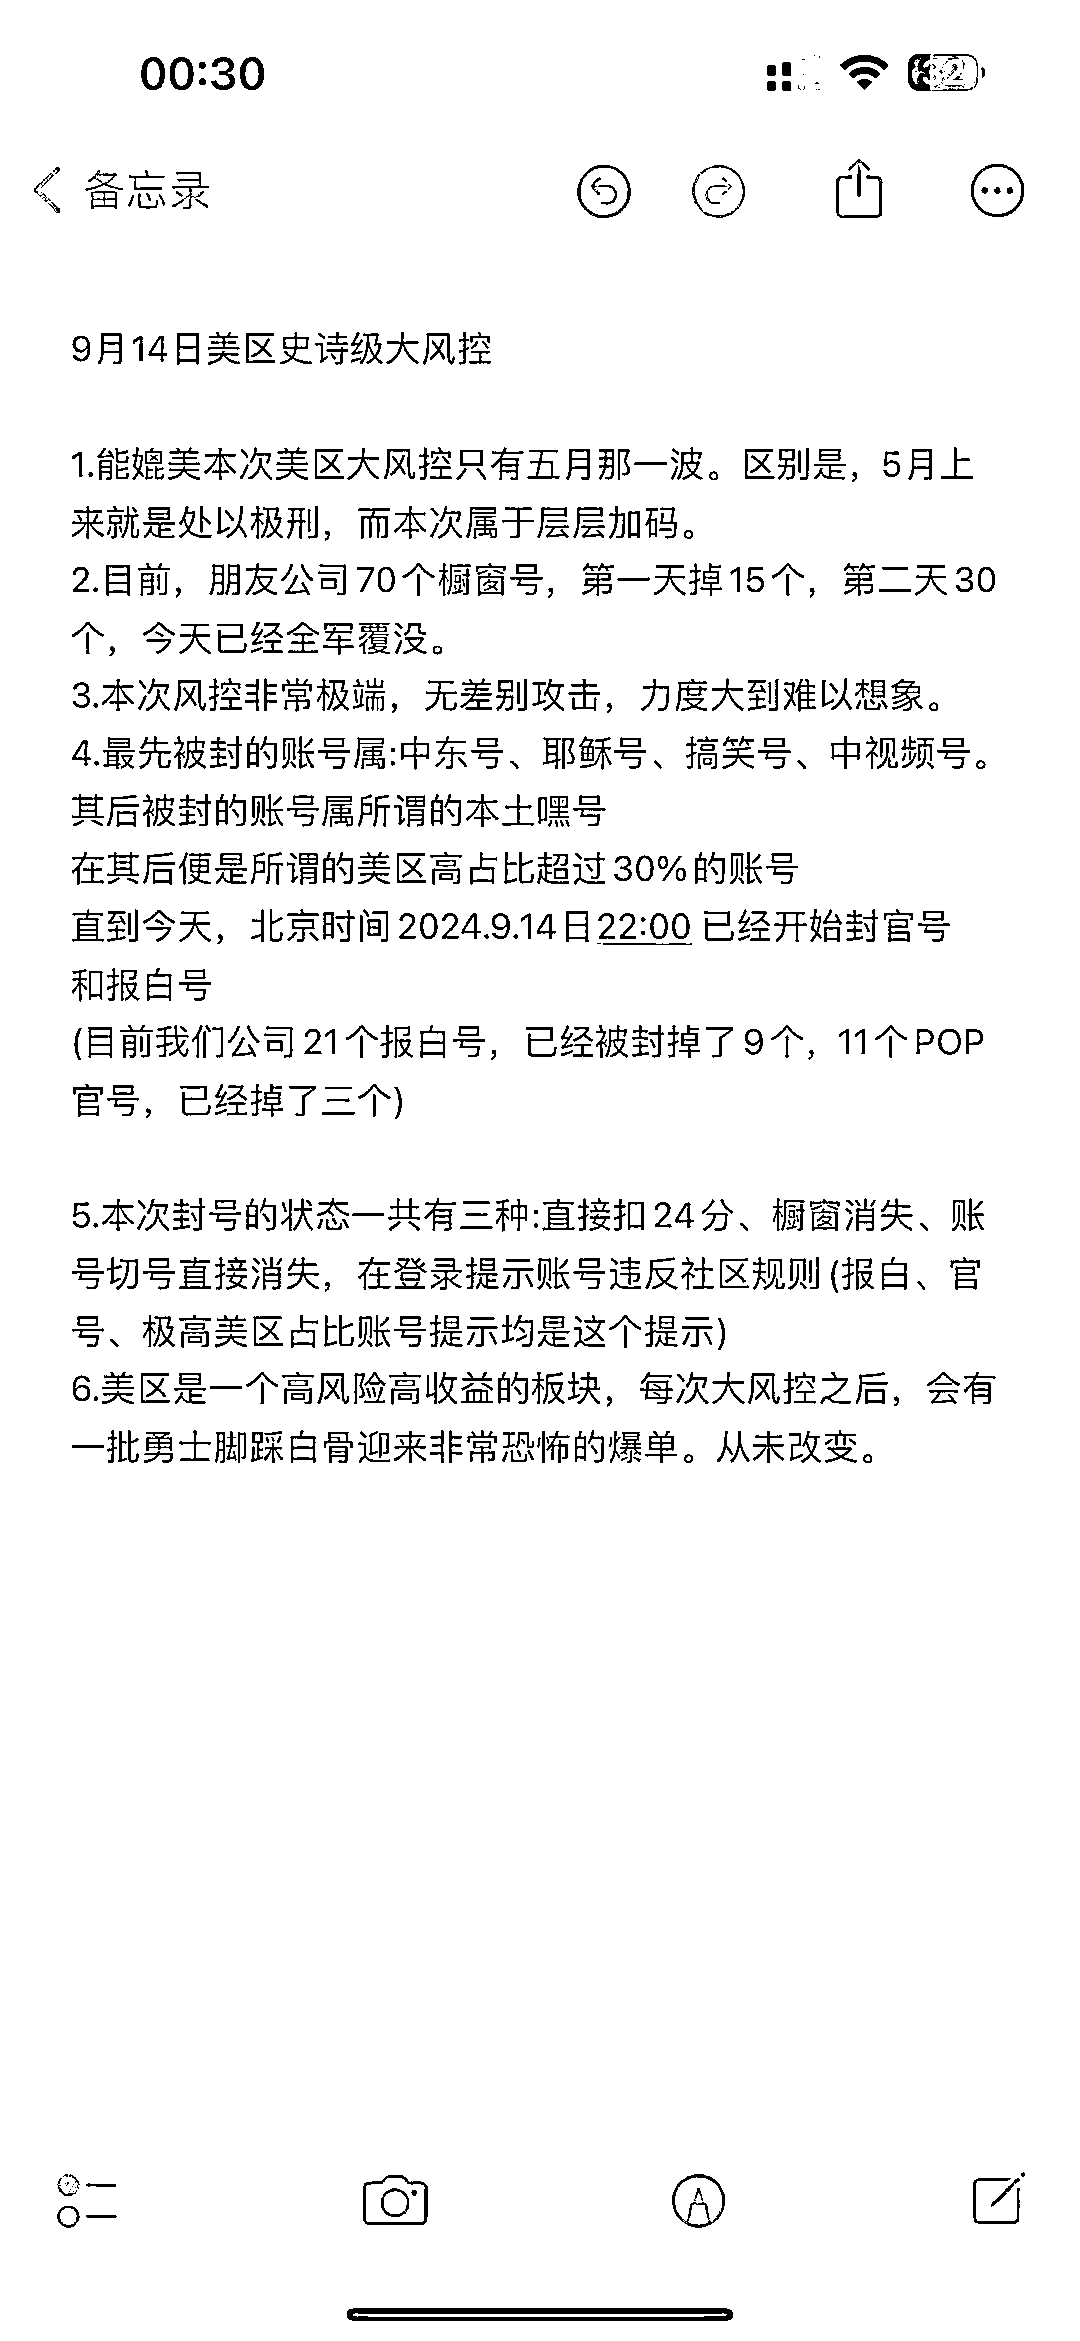 00:30
备忘录
9月14日美区史诗级大风控
1.能媲美本次美区大风控只有五月那一波。区别是，5月上
来就是处以极刑，而本次属于层层加码。
2.目前，朋友公司70个橱窗号，第一天掉15个，第二天30
个，今天已经全军覆没。
3.本次风控非常极端，无差别攻击，力度大到难以想象。
4.最先被封的账号属:中东号、耶稣号、搞笑号、中视频号。
其后被封的账号属所谓的本土嘿号
在其后便是所谓的美区高占比超过30%的账号
直到今天，北京时间2024.9.14日22:00 已经开始封官号
和报白号
(目前我们公司21个报白号，已经被封掉了9个，11个POP
官号，已经掉了三个)
5.本次封号的状态一共有三种:直接扣24分、橱窗消失、账
号切号直接消失，在登录提示账号违反社区规则(报白、官
号、极高美区占比账号提示均是这个提示)
6.美区是一个高风险高收益的板块，每次大风控之后，会有
一批勇士脚踩白骨迎来非常恐怖的爆单。从未改变。